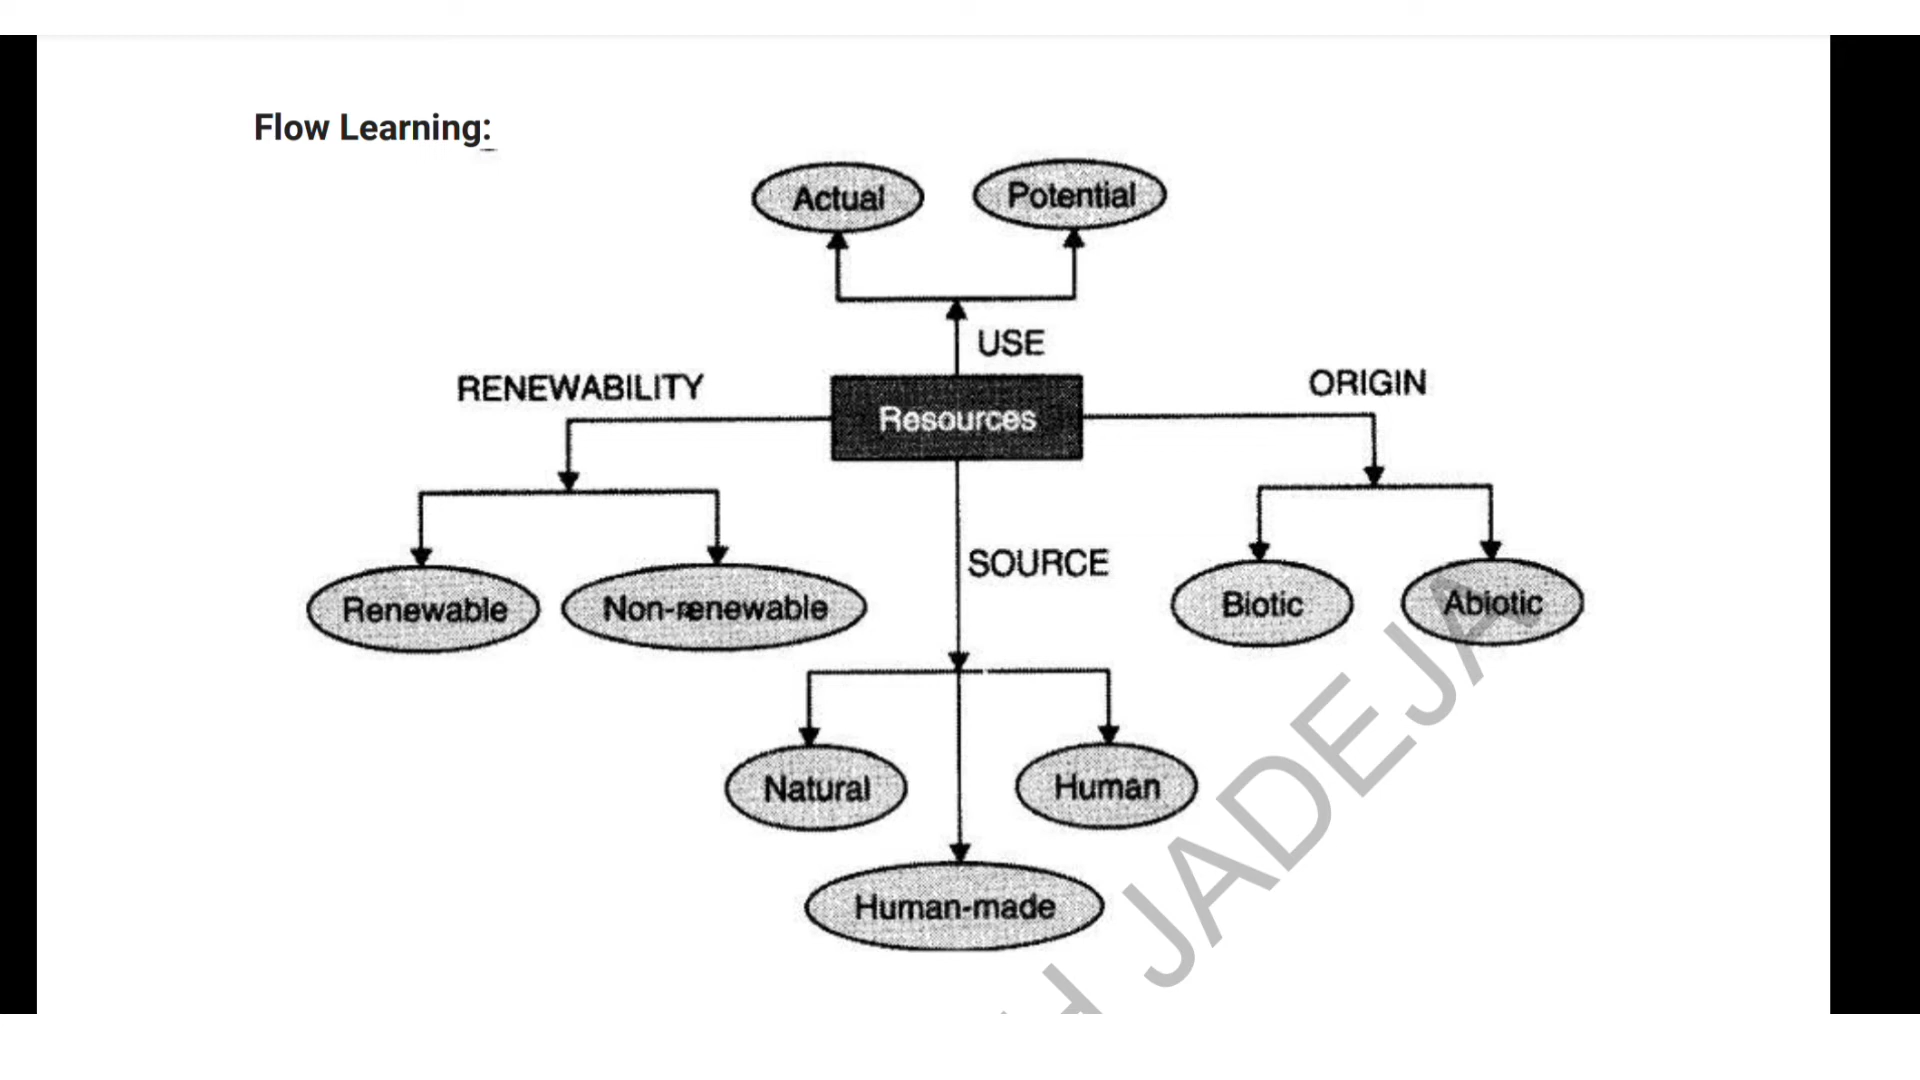 Flow Learning:
Actual
Potential
USE
RENEWABILITY
ORIGIN
Resources
SOURCE
Renewable
Non-renewable
Biotic
Abiotic
Natural
Human
Human-made
JADEJA